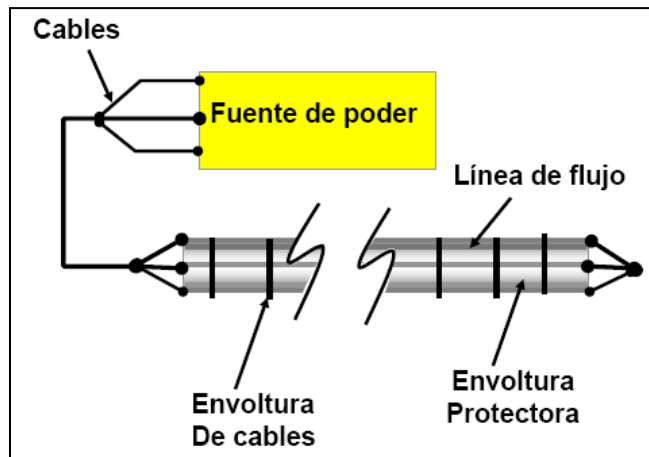 Cables
Fuente de poder
Línea de flujo
Envoltura
De cables
Envoltura
Protectora